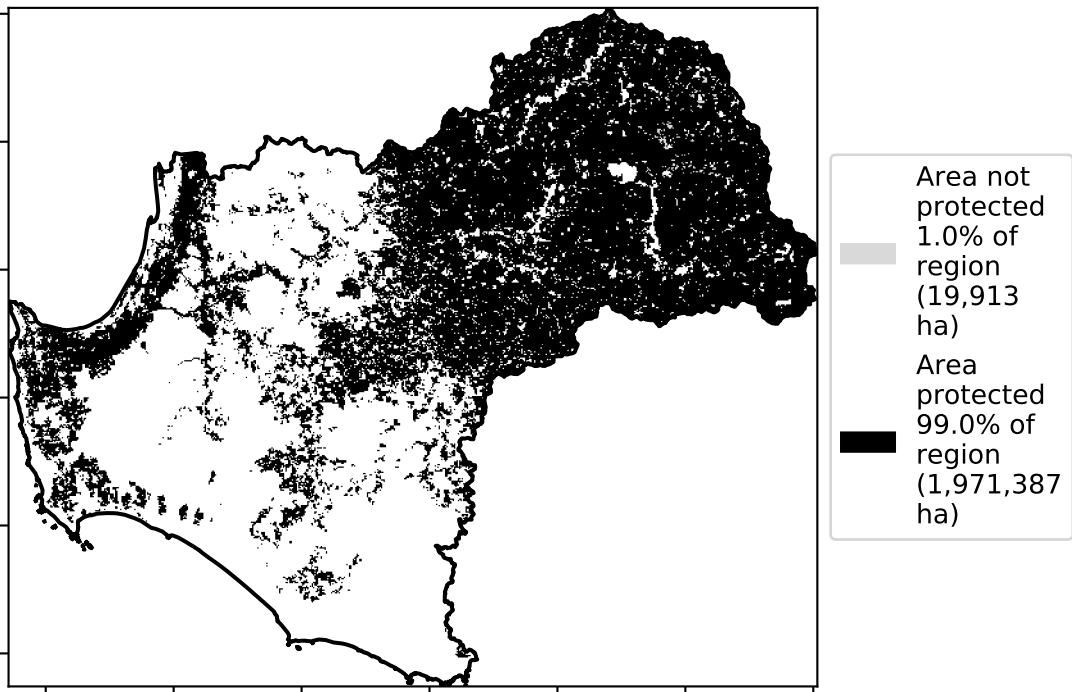 Area not
protected
1.0% of
region
(19,913
ha)
Area
protected
99.0% of
region
(1,971,387
ha)